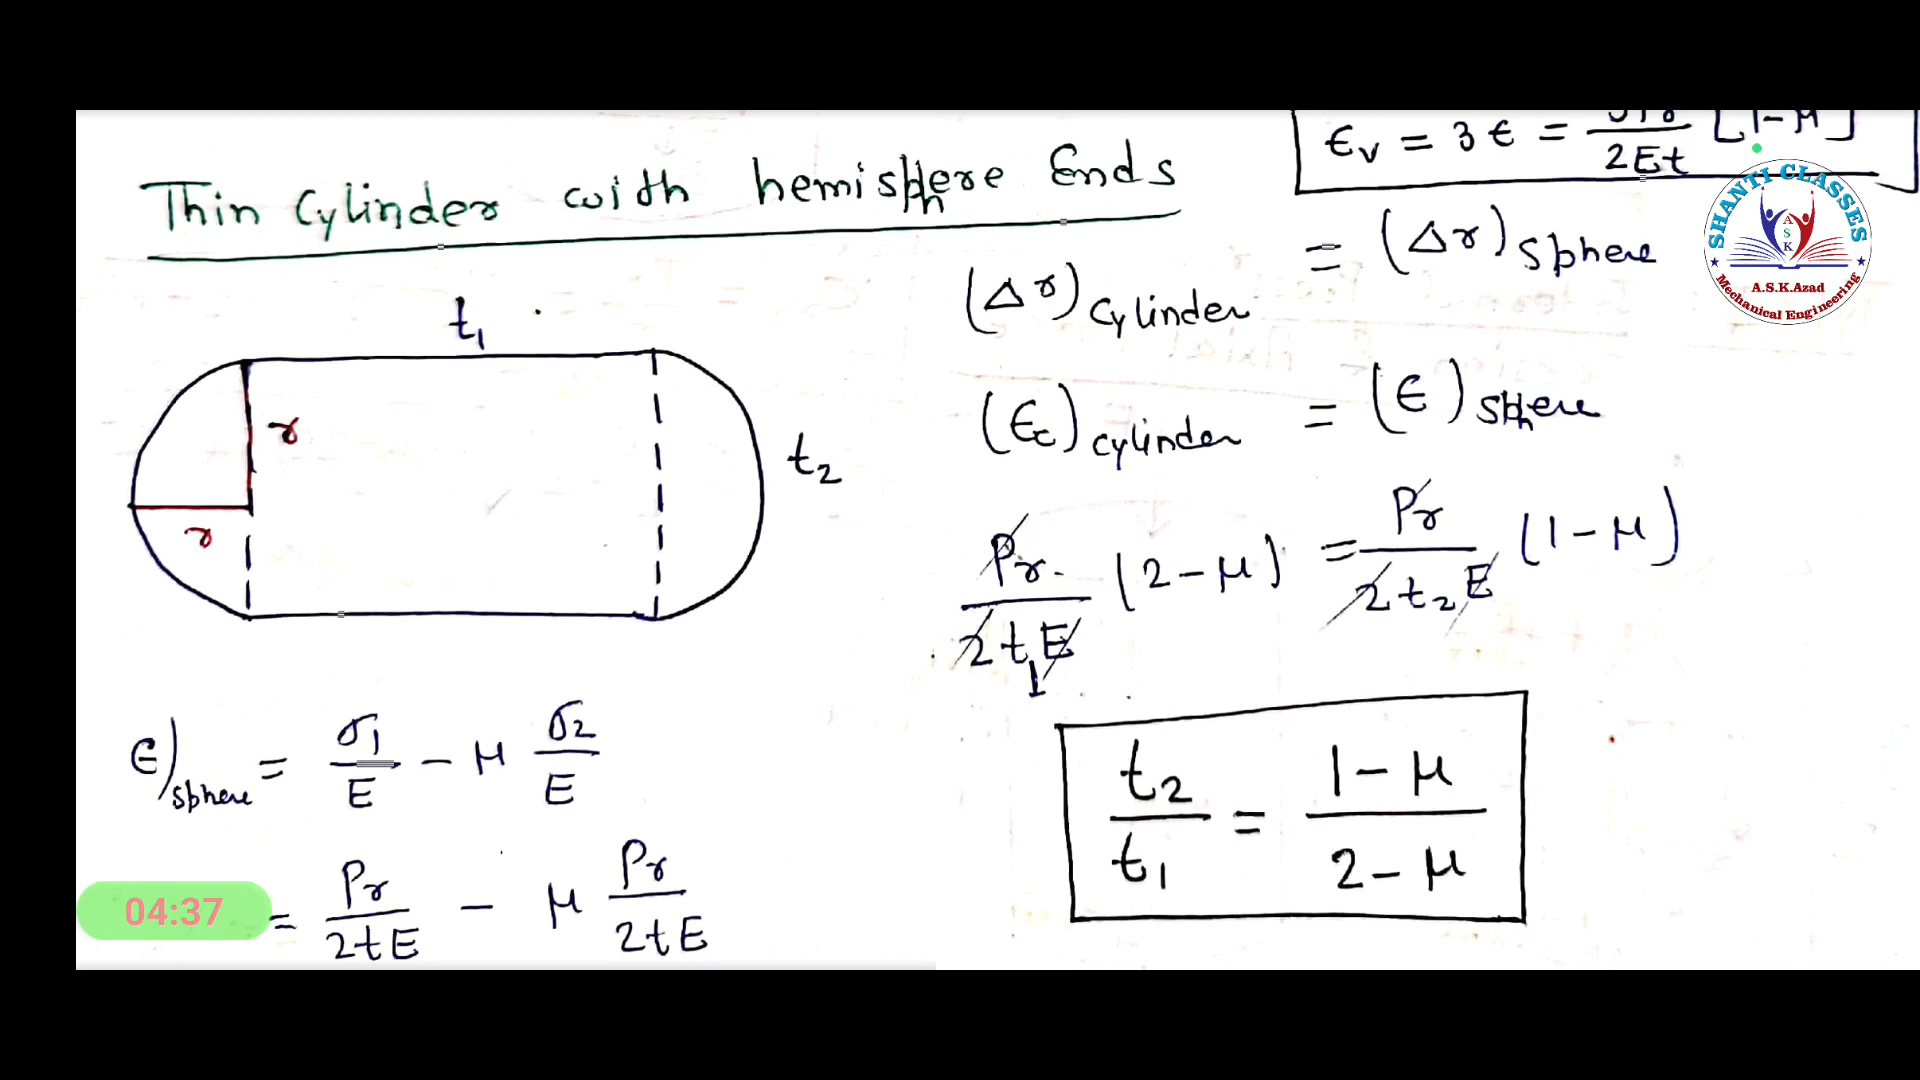 Thin Cylinder with hemisphere Ends
t₁
r
r
t₂
ϵ)sphere = σ₁/E − μ σ₂/E
= Pr/2tE − μ Pr/2tE
04:37
ϵᵥ = 3ϵ = 3Pr/2Et [1−μ]
(Δr)Cylinder = (Δr)sphere
(ϵc)cylinder = (ϵ)sphere
Pr/2t₁E (2−μ) = Pr/2t₂E (1−μ)
t₂/t₁ = 1−μ/2−μ
SHANTI CLASSES
A S K
A.S.K.Azad
Mechanical Engineering